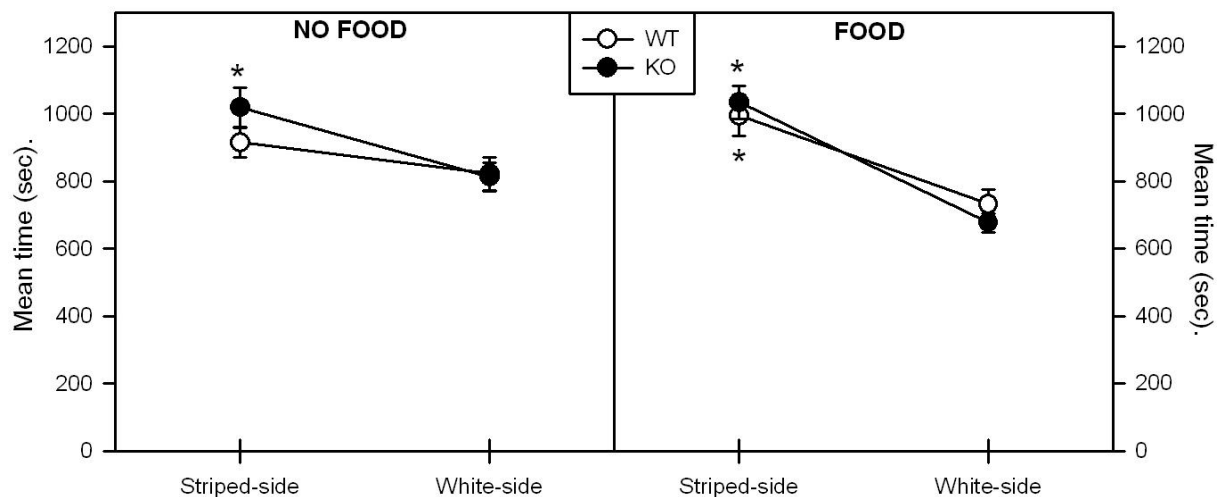 NO FOOD
WT
KO
FOOD
*
*
*
Mean time (sec).
1200
1000
800
600
400
200
0
1200
1000
800
600
400
200
0
Mean time (sec).
Striped-side White-side Striped-side White-side